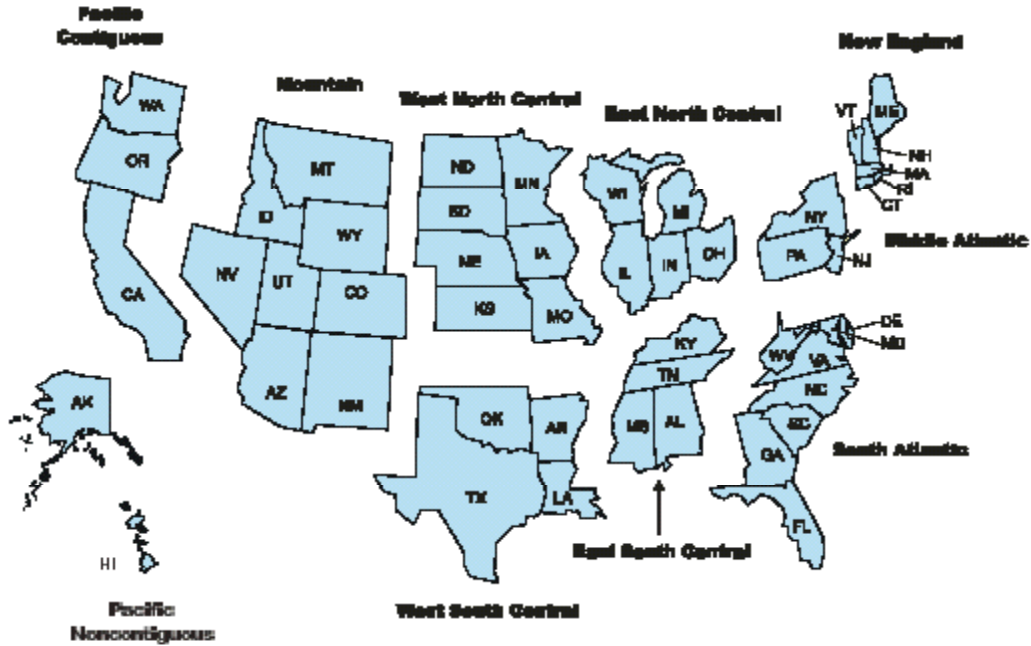 Pacific
Contiguous
New England
Mountain
West North Central
East North Central
WA
OR
CA
MT
ID
WY
NV
UT
CO
AZ
NM
ND
MN
SD
IA
NE
KS
MO
WI
MI
IL
IN
OH
VT
ME
NH
MA
RI
CT
NY
PA
NJ
Middle Atlantic
KY
TN
MS
AL
DE
MD
WV
VA
NC
SC
GA
FL
South Atlantic
OK
AR
TX
LA
East South Central
West South Central
AK
HI
Pacific
Noncontiguous